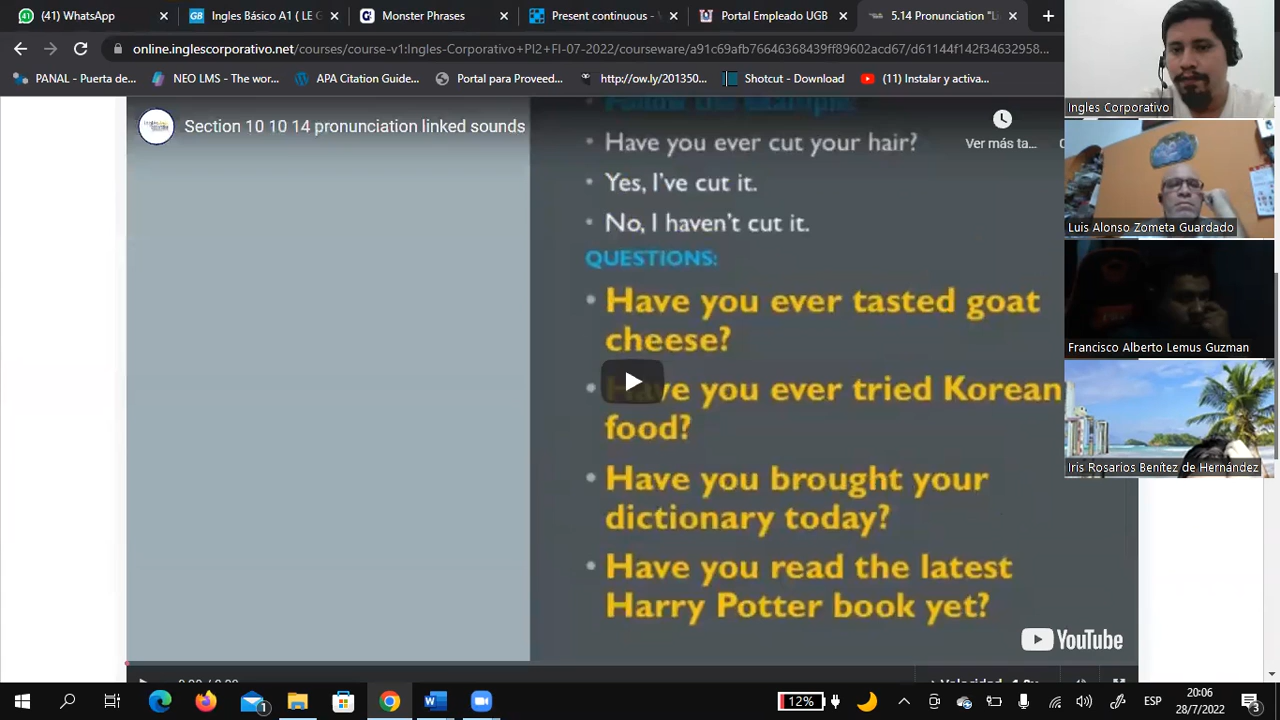 (41) WhatsApp
Ingles Básico A1 ( LE G
Monster Phrases
Present continuous -
Portal Empleado UGB
5.14 Pronunciation "Li
online.inglescorporativo.net/courses/course-v1:Ingles-Corporativo+PI2+FI-07-2022/courseware/a91c69afb76646368439ff89602acd67/d61144f142f34632958...
PANAL - Puerta de...
NEO LMS - The wor...
APA Citation Guide...
Portal para Proveed...
http://ow.ly/201350...
Shotcut - Download
(11) Instalar y activa...
Section 10 10 14 pronunciation linked sounds
Ver más ta...
Follow the example:
Have you ever cut your hair?
Yes, I've cut it.
No, I haven't cut it.
QUESTIONS:
Have you ever tasted goat
cheese?
Have you ever tried Korean
food?
Have you brought your
dictionary today?
Have you read the latest
Harry Potter book yet?
YouTube
Ingles Corporativo
Luis Alonso Zometa Guardado
Francisco Alberto Lemus Guzman
Iris Rosarios Benítez de Hernández
12%
ESP
20:06
28/7/2022